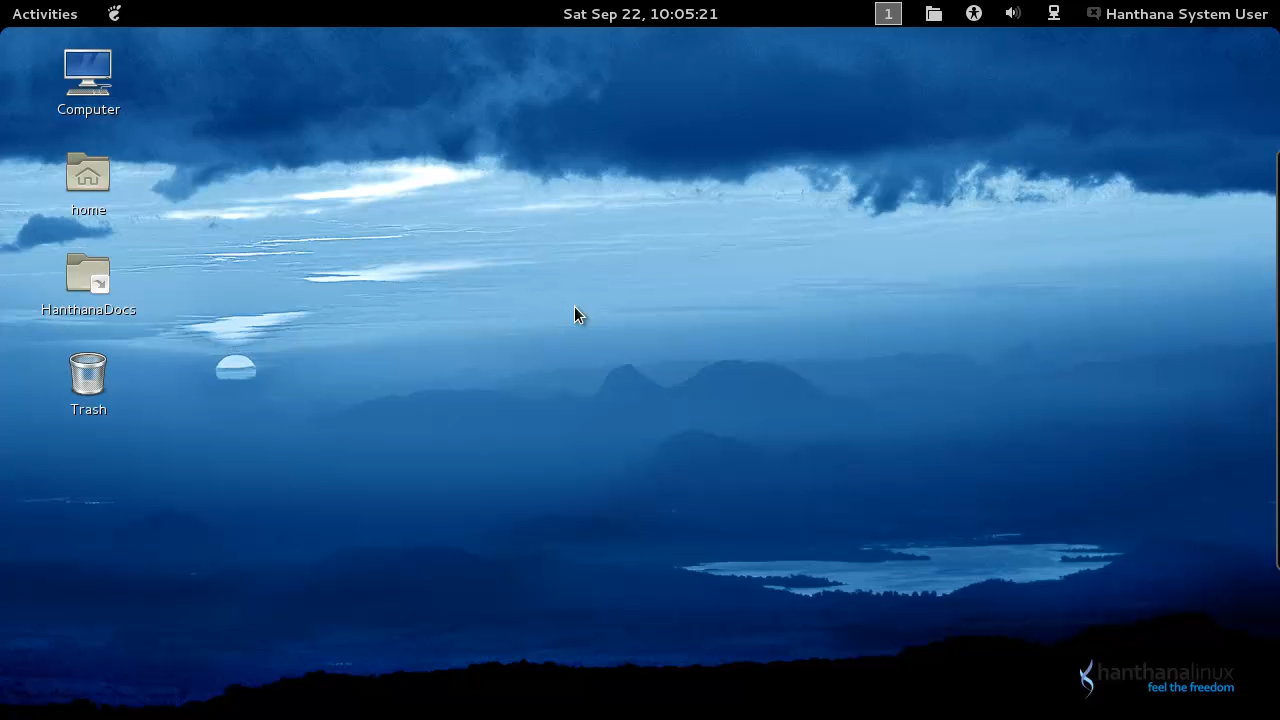 Activities
Sat Sep 22, 10:05:21
1
Hanthana System User
Computer
home
HanthanaDocs
Trash
hanthanalinux
feel the freedom